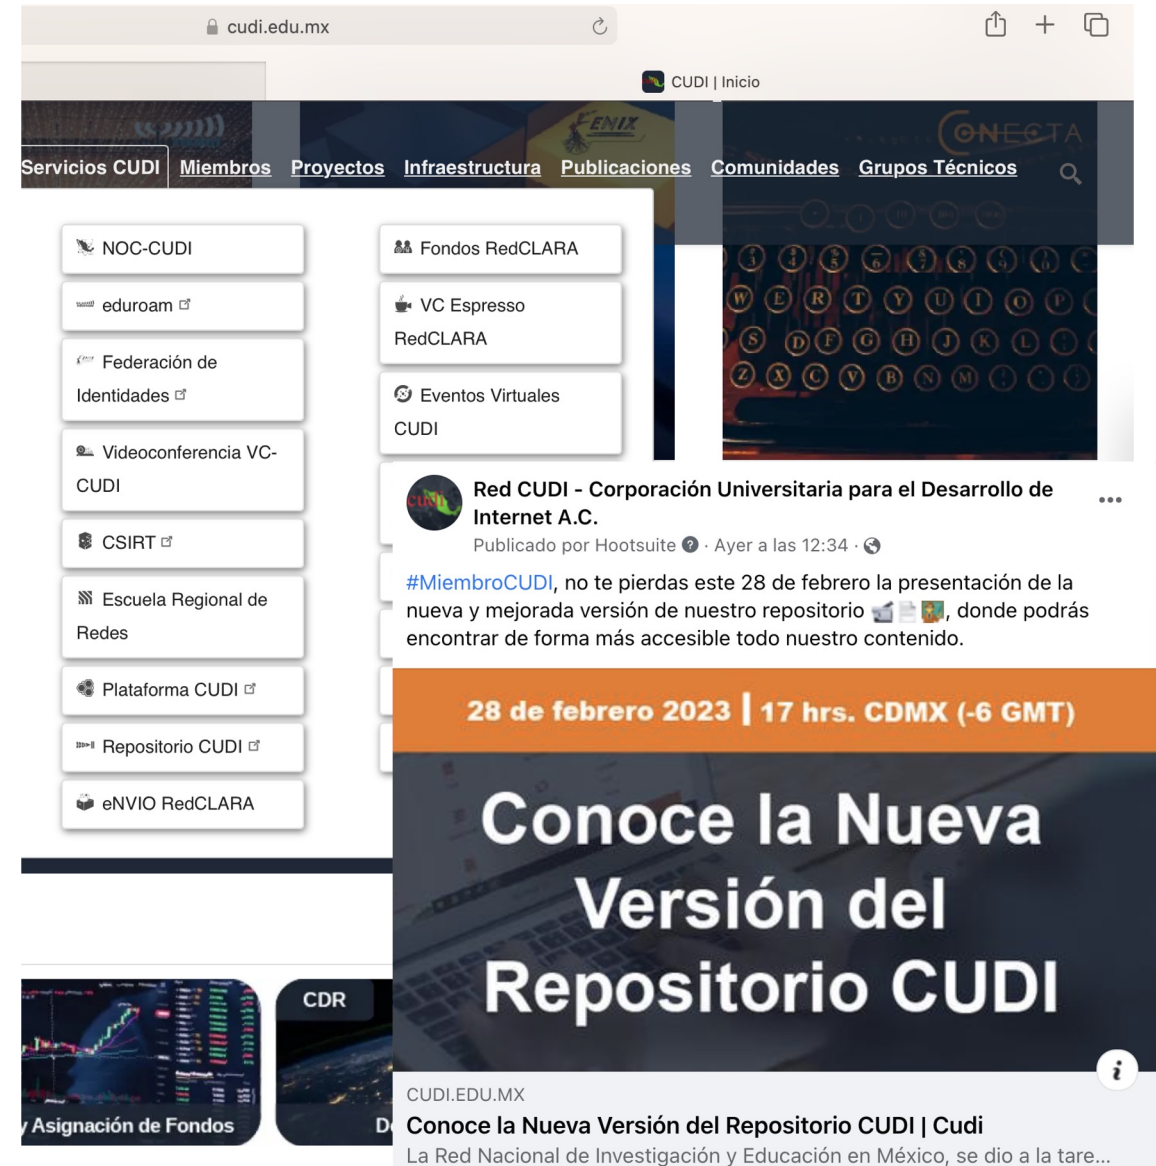 cudi.edu.mx
CUDI | Inicio
FENIX
CONECTA
Servicios CUDI Miembros Proyectos Infraestructura Publicaciones Comunidades Grupos Técnicos
NOC-CUDI
eduroam
Federación de
Identidades
Videoconferencia VC-
CUDI
CSIRT
Escuela Regional de
Redes
Plataforma CUDI
Repositorio CUDI
eNVIO RedCLARA
Fondos RedCLARA
VC Espresso
RedCLARA
Eventos Virtuales
CUDI
W E R T Y U I O P
S D F G H J K L
Z X C V B N M
cudi
Red CUDI - Corporación Universitaria para el Desarrollo de
Internet A.C.
Publicado por Hootsuite · Ayer a las 12:34 ·
#MiembroCUDI, no te pierdas este 28 de febrero la presentación de la
nueva y mejorada versión de nuestro repositorio , donde podrás
encontrar de forma más accesible todo nuestro contenido.
28 de febrero 2023 | 17 hrs. CDMX (-6 GMT)
Conoce la Nueva
Versión del
Repositorio CUDI
CUDI.EDU.MX
Conoce la Nueva Versión del Repositorio CUDI | Cudi
La Red Nacional de Investigación y Educación en México, se dio a la tare...
y Asignación de Fondos
CDR